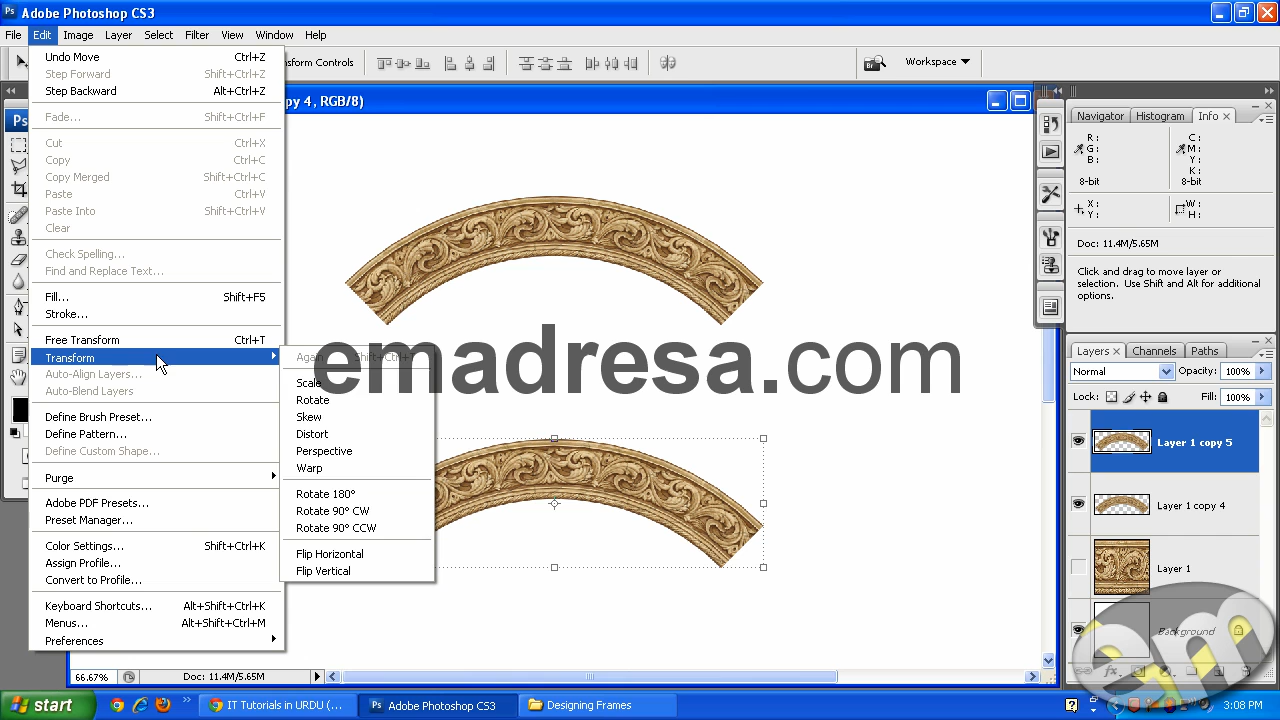 Ps Adobe Photoshop CS3
File Edit Image Layer Select Filter View Window Help
Undo Move Ctrl+Z
Step Forward Shift+Ctrl+Z
Step Backward Alt+Ctrl+Z
Fade... Shift+Ctrl+F
Cut Ctrl+X
Copy Ctrl+C
Copy Merged Shift+Ctrl+C
Paste Ctrl+V
Paste Into Shift+Ctrl+V
Clear
Check Spelling...
Find and Replace Text...
Fill... Shift+F5
Stroke...
Free Transform Ctrl+T
Transform
Auto-Align Layers...
Auto-Blend Layers
Define Brush Preset...
Define Pattern...
Define Custom Shape...
Purge
Adobe PDF Presets...
Preset Manager...
Color Settings... Shift+Ctrl+K
Assign Profile...
Convert to Profile...
Keyboard Shortcuts... Alt+Shift+Ctrl+K
Menus... Alt+Shift+Ctrl+M
Preferences
Again Shift+Ctrl+T
Scale
Rotate
Skew
Distort
Perspective
Warp
Rotate 180°
Rotate 90° CW
Rotate 90° CCW
Flip Horizontal
Flip Vertical
Controls
Br
Workspace
Ps
py 4, RGB/8)
emadresa.com
Navigator Histogram Info
R: C:
G: M:
B: Y:
K:
8-bit 8-bit
X: W:
Y: H:
Doc: 11.4M/5.65M
Click and drag to move layer or
selection. Use Shift and Alt for additional
options.
Layers Channels Paths
Normal Opacity: 100%
Lock: Fill: 100%
Layer 1 copy 5
Layer 1 copy 4
Layer 1
Background
em
66.67% Doc: 11.4M/5.65M
start IT Tutorials in URDU (... Ps Adobe Photoshop CS3 Designing Frames 3:08 PM